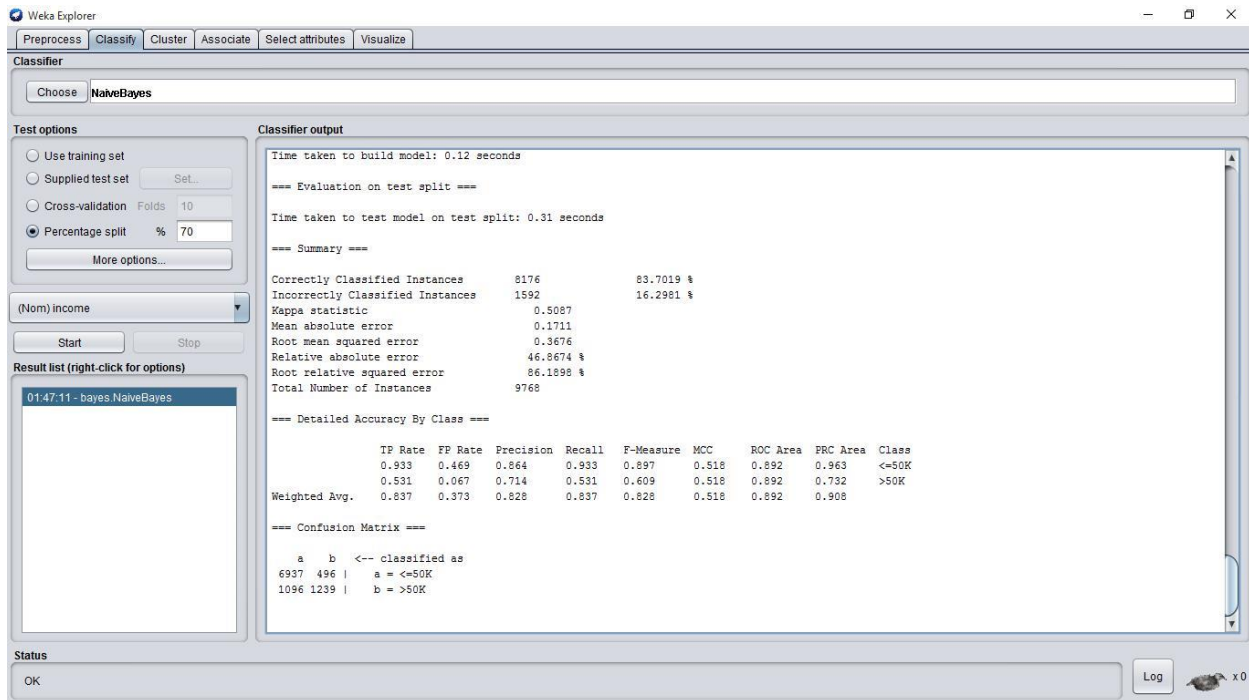 Weka Explorer
Preprocess Classify Cluster Associate Select attributes Visualize
Classifier
Choose NaiveBayes
Test options
Use training set
Supplied test set Set...
Cross-validation Folds 10
Percentage split % 70
More options...
(Nom) income
Start Stop
Result list (right-click for options)
01:47:11 - bayes.NaiveBayes
Classifier output
Time taken to build model: 0.12 seconds
=== Evaluation on test split ===
Time taken to test model on test split: 0.31 seconds
=== Summary ===
Correctly Classified Instances 8176 83.7019 %
Incorrectly Classified Instances 1592 16.2981 %
Kappa statistic 0.5087
Mean absolute error 0.1711
Root mean squared error 0.3676
Relative absolute error 46.8674 %
Root relative squared error 86.1898 %
Total Number of Instances 9768
=== Detailed Accuracy By Class ===
TP Rate FP Rate Precision Recall F-Measure MCC ROC Area PRC Area Class
0.933 0.469 0.864 0.933 0.897 0.518 0.892 0.963 <=50K
0.531 0.067 0.714 0.531 0.609 0.518 0.892 0.732 >50K
Weighted Avg. 0.837 0.373 0.828 0.837 0.828 0.518 0.892 0.908
=== Confusion Matrix ===
a b <-- classified as
6937 496 | a = <=50K
1096 1239 | b = >50K
Status
OK
Log
x 0